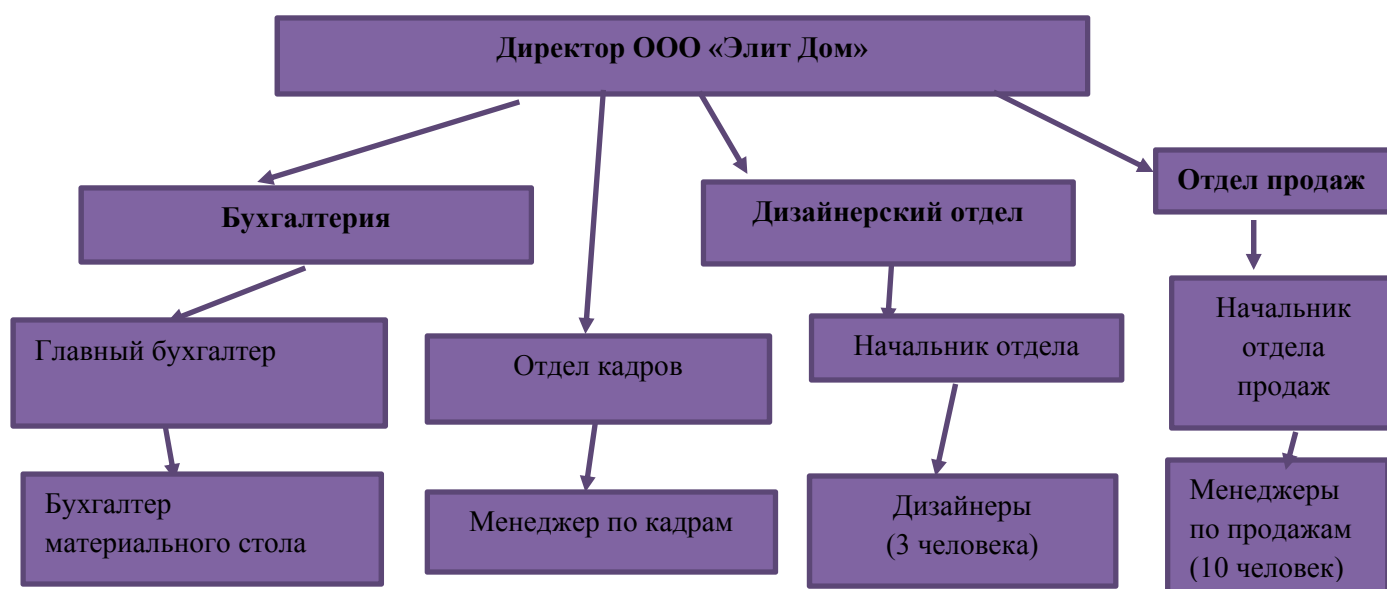 Директор ООО «Элит Дом»
Бухгалтерия
Дизайнерский отдел
Отдел продаж
Главный бухгалтер
Отдел кадров
Начальник отдела
Начальник
отдела
продаж
Бухгалтер
материального стола
Менеджер по кадрам
Дизайнеры
(3 человека)
Менеджеры
по продажам
(10 человек)